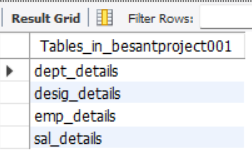 Result Grid Filter Rows:
Tables_in_besantproject001
dept_details
desig_details
emp_details
sal_details